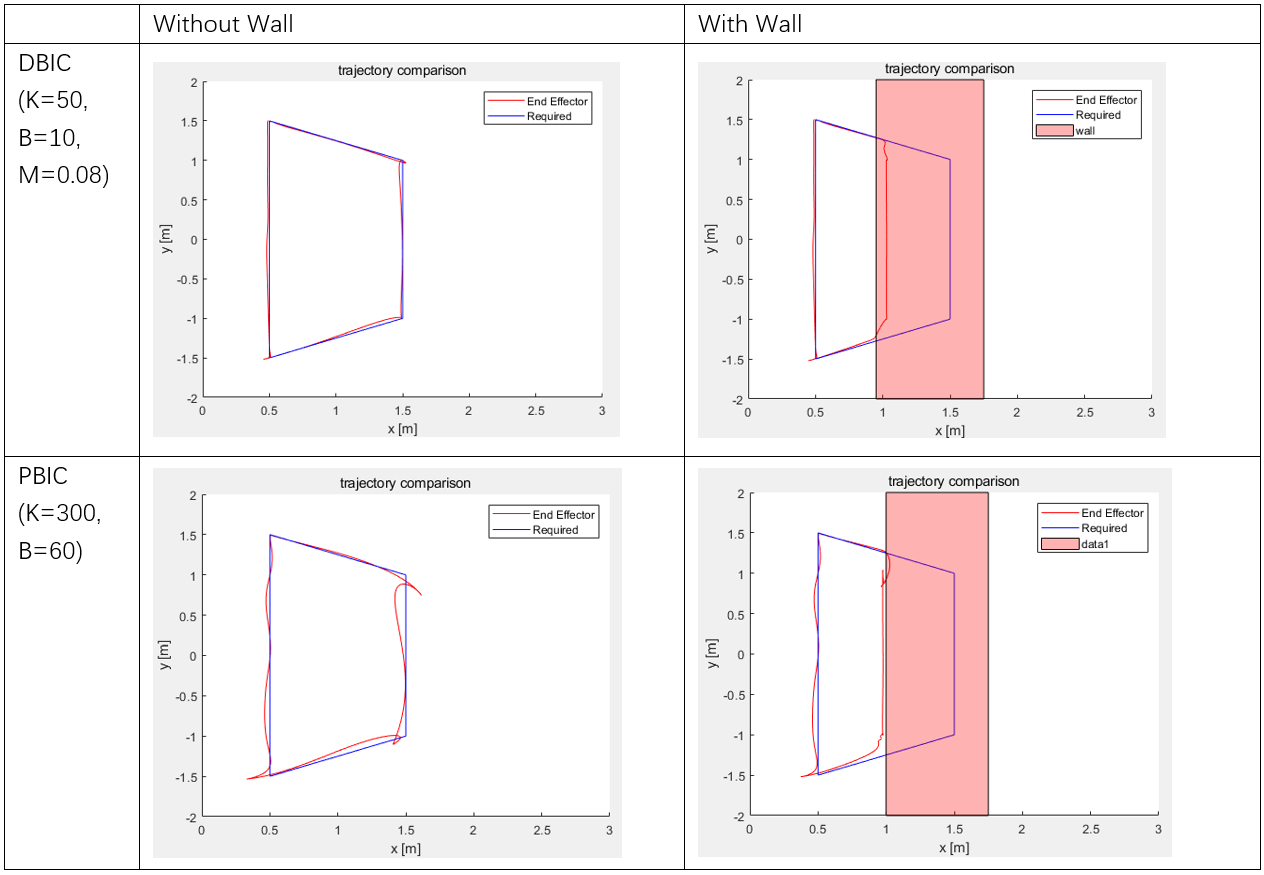 Without Wall
With Wall
DBIC
(K=50,
B=10,
M=0.08)
trajectory comparison
End Effector
Required
2
1.5
1
0.5
0
-0.5
-1
-1.5
-2
y [m]
0
0.5
1
1.5
2
2.5
3
x [m]
trajectory comparison
End Effector
Required
wall
2
1.5
1
0.5
0
-0.5
-1
-1.5
-2
y [m]
0
0.5
1
1.5
2
2.5
3
x [m]
PBIC
(K=300,
B=60)
trajectory comparison
End Effector
Required
2
1.5
1
0.5
0
-0.5
-1
-1.5
-2
y [m]
0
0.5
1
1.5
2
2.5
3
x [m]
trajectory comparison
End Effector
Required
data1
2
1.5
1
0.5
0
-0.5
-1
-1.5
-2
y [m]
0
0.5
1
1.5
2
2.5
3
x [m]